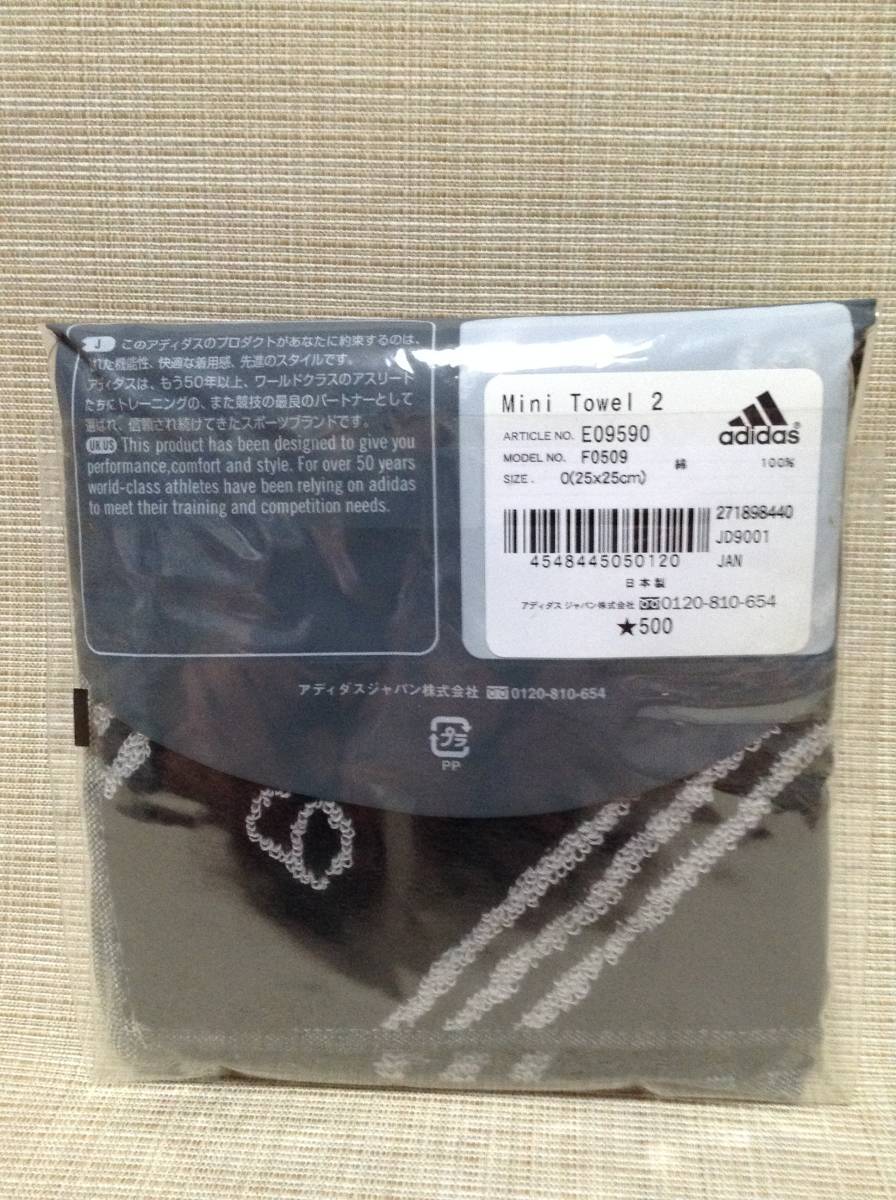 J このアディダスのプロダクトがあなたに約束するのは、
れた機能性、快適な着用感、先進のスタイルです。
アディダスは、もう50年以上、ワールドクラスのアスリート
たちにトレーニングの、また競技の最良のパートナーとして
選ばれ、信頼され続けてきたスポーツブランドです。
UK US This product has been designed to give you
performance,comfort and style. For over 50 years
world-class athletes have been relying on adidas
to meet their training and competition needs.
Mini Towel 2
adidas
ARTICLE NO. E09590
MODEL NO. F0509
綿 100%
SIZE. O(25x25cm)
271898440
JD9001
4548445050120 JAN
日本製
アディダス ジャパン株式会社 0120-810-654
★500
アディダスジャパン株式会社 0120-810-654
プラ
PP